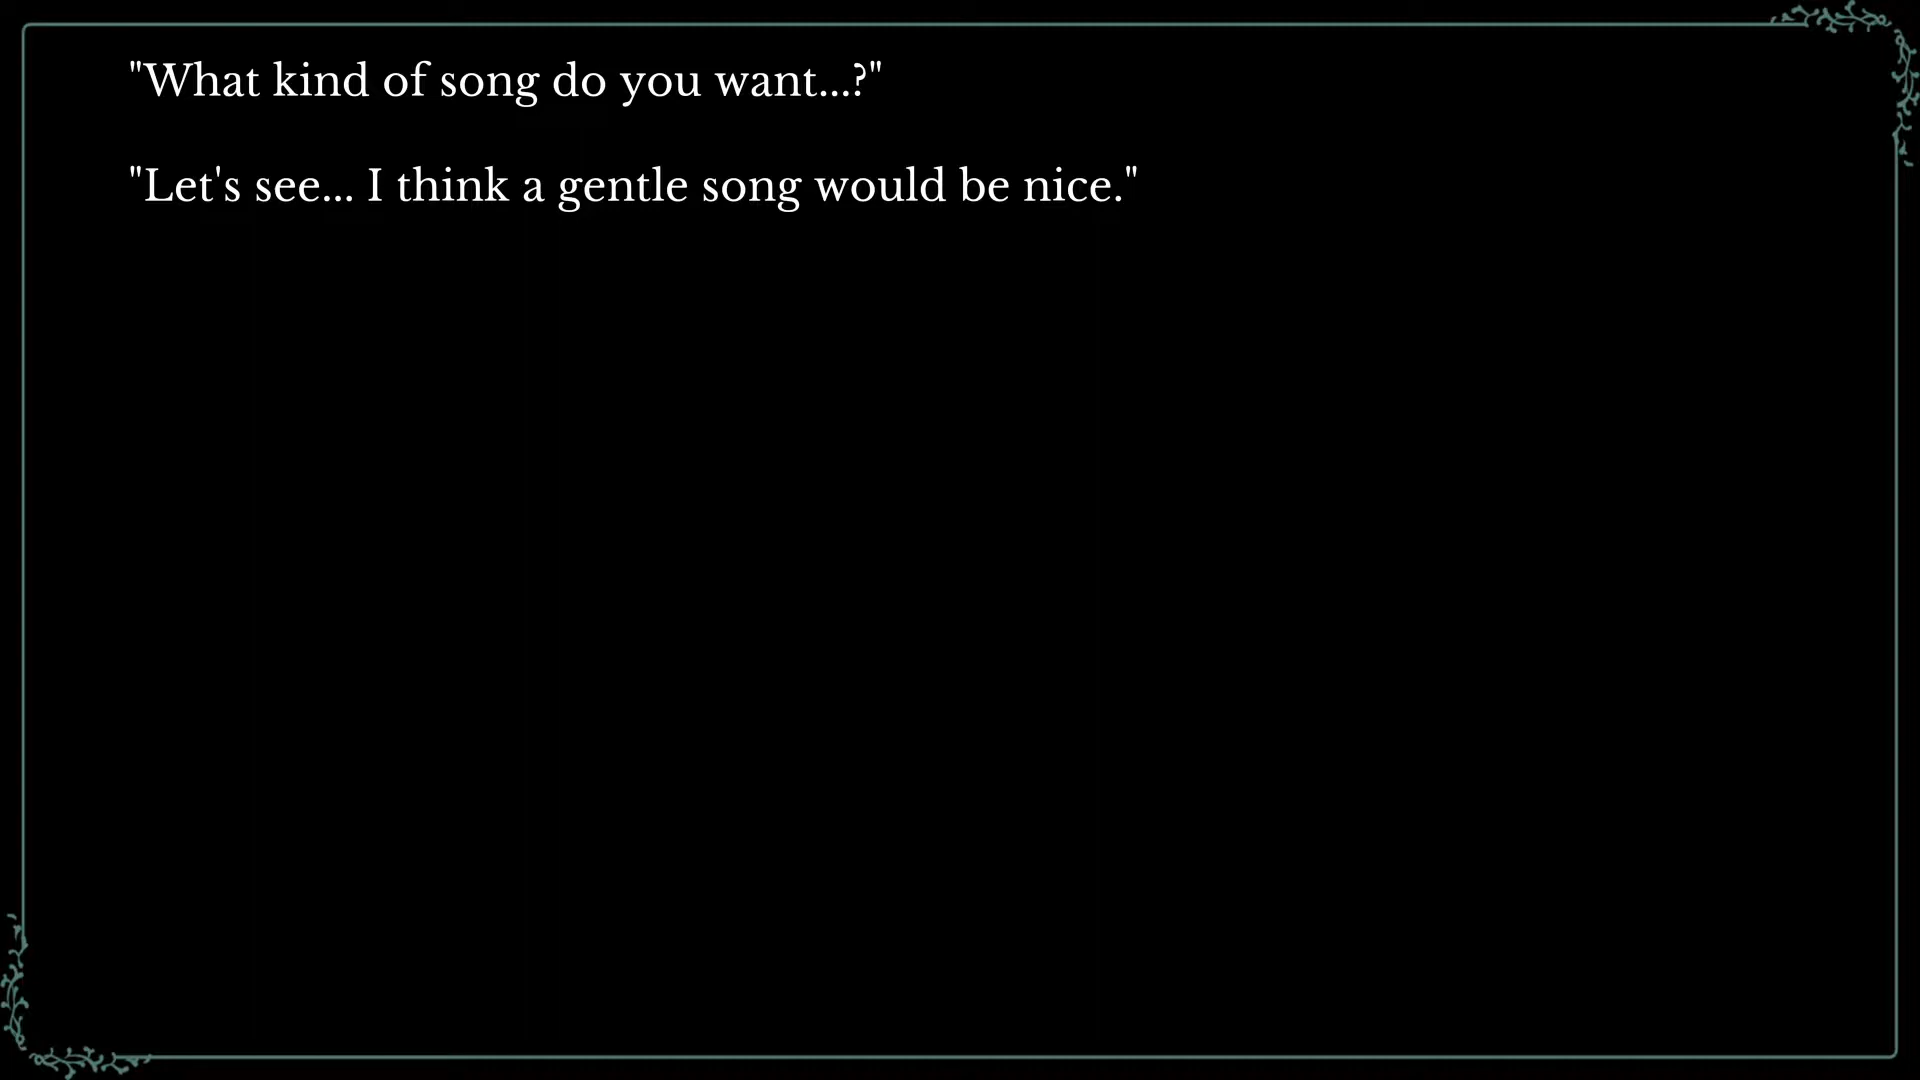 "What kind of song do you want...?"
"Let's see... I think a gentle song would be nice."